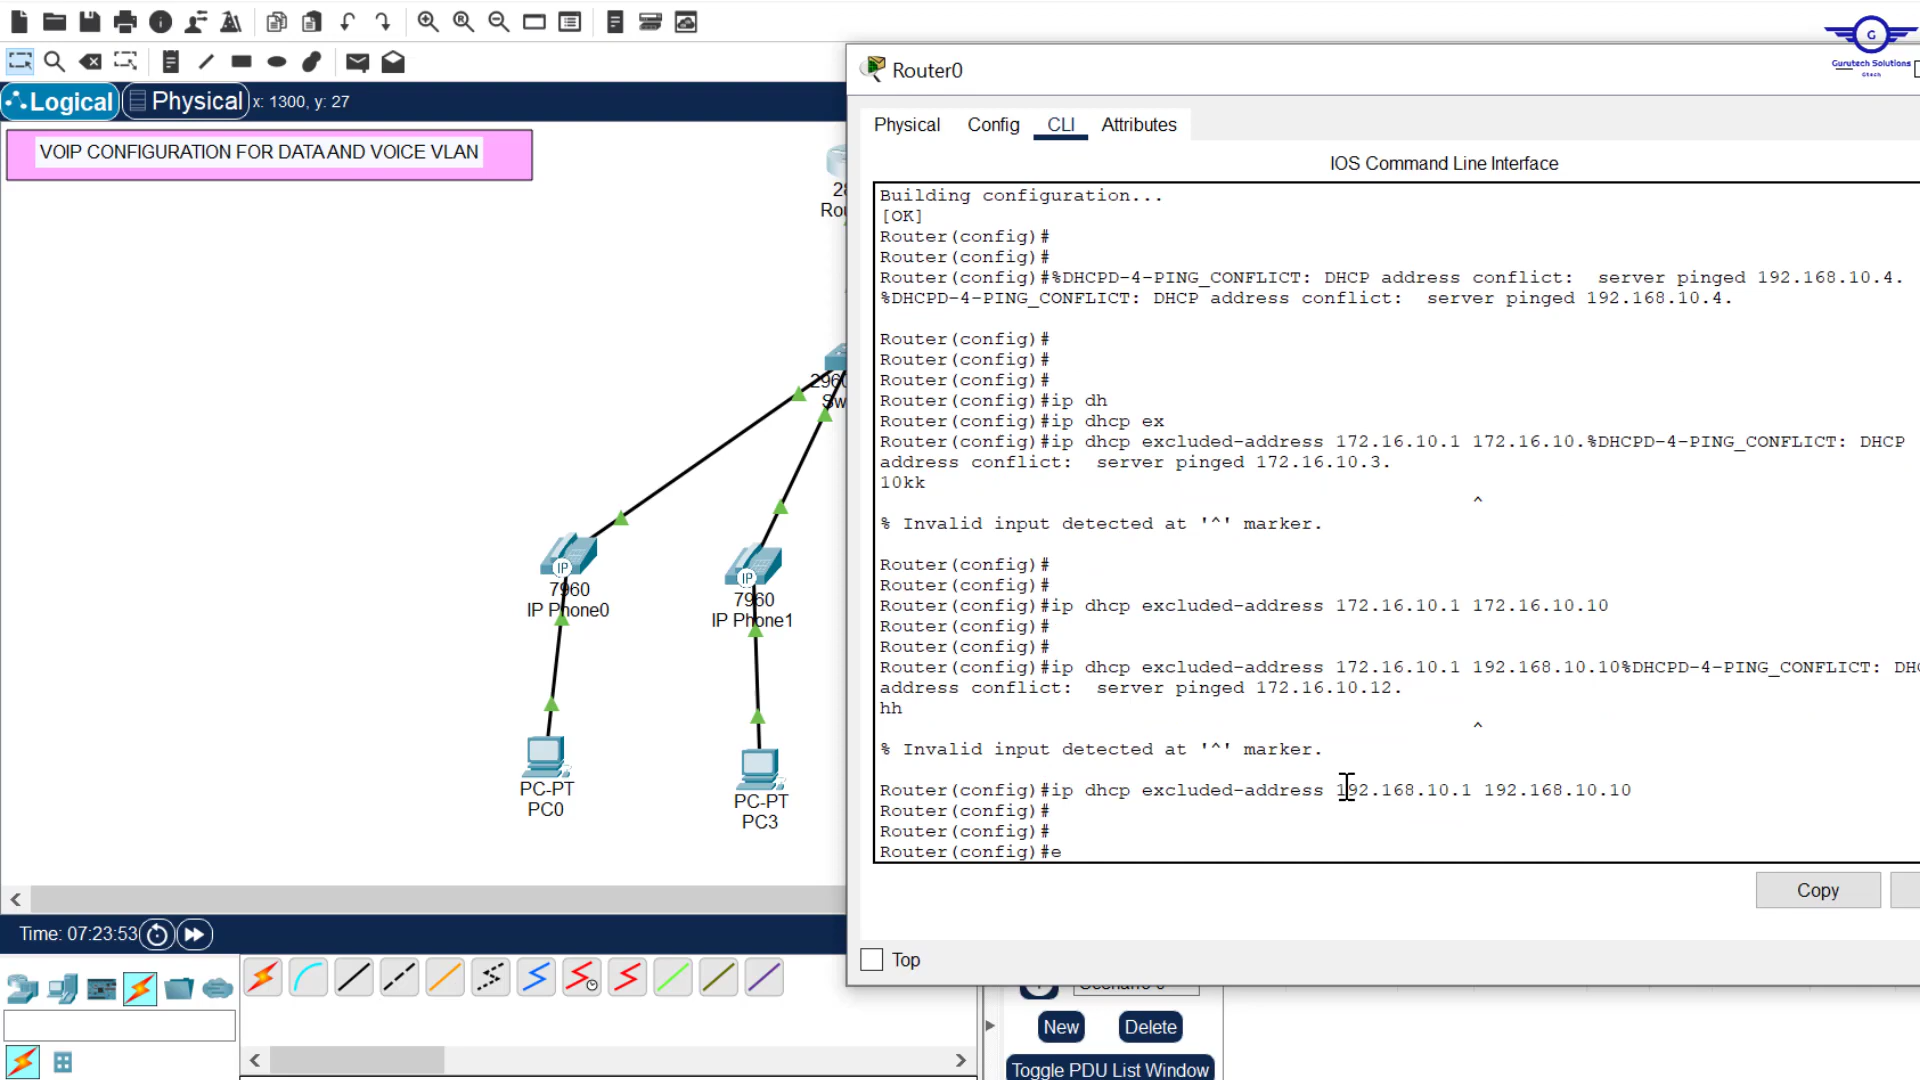 G
Gurutech Solutions
Gtech
Logical
Physical
x: 1300, y: 27
VOIP CONFIGURATION FOR DATA AND VOICE VLAN
28
Rou
2960
Sw
IP
7960
IP Phone0
IP
7960
IP Phone1
PC-PT
PC0
PC-PT
PC3
Time: 07:23:53
Router0
Physical
Config
CLI
Attributes
IOS Command Line Interface
Building configuration...
[OK]
Router(config)#
Router(config)#
Router(config)#%DHCPD-4-PING_CONFLICT: DHCP address conflict:  server pinged 192.168.10.4.
%DHCPD-4-PING_CONFLICT: DHCP address conflict:  server pinged 192.168.10.4.
Router(config)#
Router(config)#
Router(config)#
Router(config)#ip dh
Router(config)#ip dhcp ex
Router(config)#ip dhcp excluded-address 172.16.10.1 172.16.10.%DHCPD-4-PING_CONFLICT: DHCP
address conflict:  server pinged 172.16.10.3.
10kk
^
% Invalid input detected at '^' marker.
Router(config)#
Router(config)#
Router(config)#ip dhcp excluded-address 172.16.10.1 172.16.10.10
Router(config)#
Router(config)#
Router(config)#ip dhcp excluded-address 172.16.10.1 192.168.10.10%DHCPD-4-PING_CONFLICT: DHC
address conflict:  server pinged 172.16.10.12.
hh
^
% Invalid input detected at '^' marker.
Router(config)#ip dhcp excluded-address 192.168.10.1 192.168.10.10
Router(config)#
Router(config)#
Router(config)#e
Copy
Top
New
Delete
Toggle PDU List Window